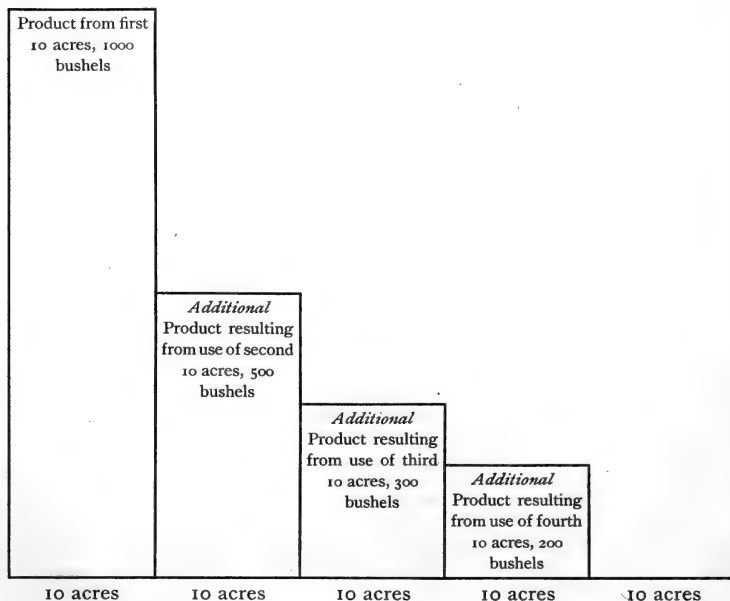 Product from first
10 acres, 1000
bushels
Additional
Product resulting
from use of second
10 acres, 500
bushels
Additional
Product resulting
from use of third
10 acres, 300
bushels
Additional
Product resulting
from use of fourth
10 acres, 200
bushels
10 acres 10 acres 10 acres 10 acres 10 acres